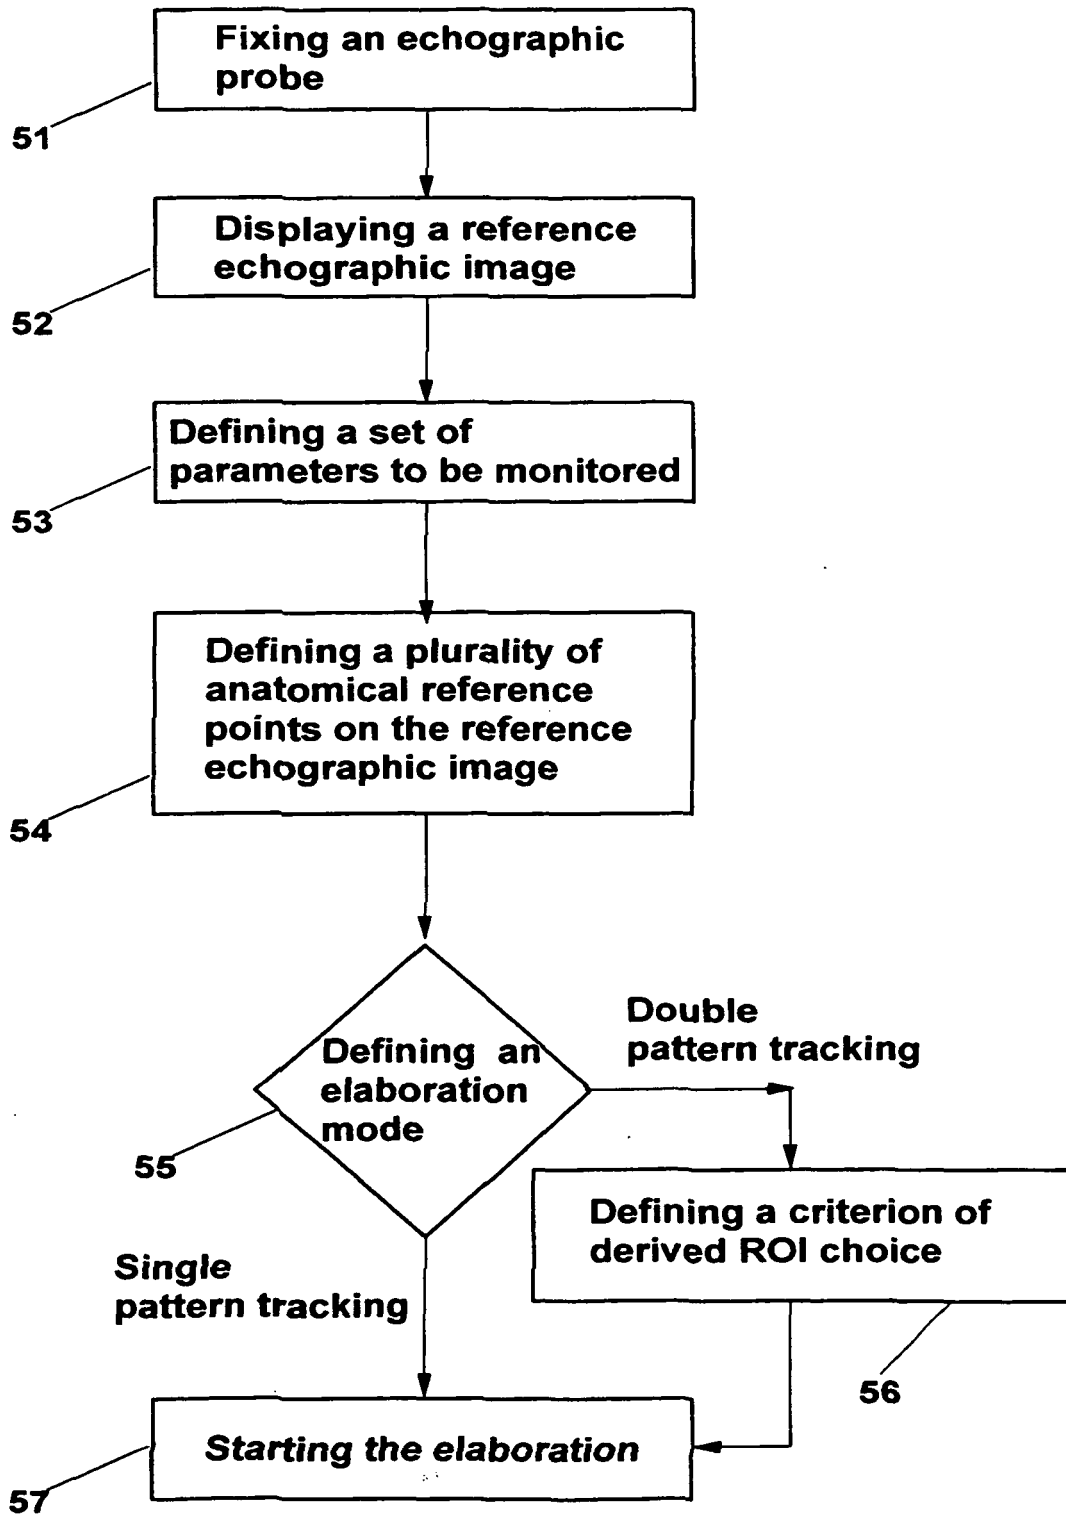 Fixing an echographic
probe
51
Displaying a reference
echographic image
52
Defining a set of
parameters to be monitored
53
Defining a plurality of
anatomical reference
points on the reference
echographic image
54
Defining an
elaboration
mode
55
Double
pattern tracking
Defining a criterion of
derived ROI choice
56
Single
pattern tracking
Starting the elaboration
57